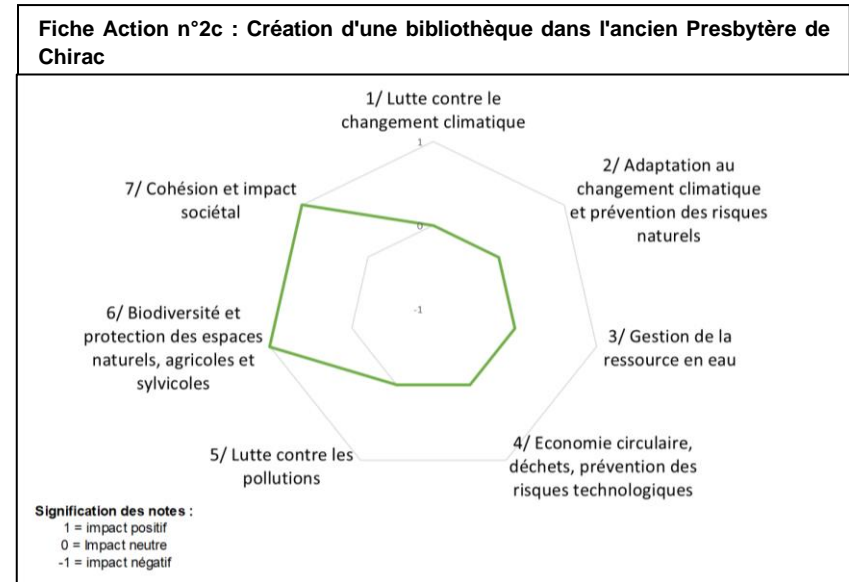 Fiche Action n°2c : Création d'une bibliothèque dans l'ancien Presbytère de
Chirac
1/ Lutte contre le
changement climatique
1
2/ Adaptation au
changement climatique
et prévention des risques
naturels
7/ Cohésion et impact
sociétal
0
6/ Biodiversité et
protection des espaces
naturels, agricoles et
sylvicoles
-1
3/ Gestion de la
ressource en eau
5/ Lutte contre les
pollutions
4/ Economie circulaire,
déchets, prévention des
risques technologiques
Signification des notes :
1 = impact positif
0 = Impact neutre
-1 = impact négatif